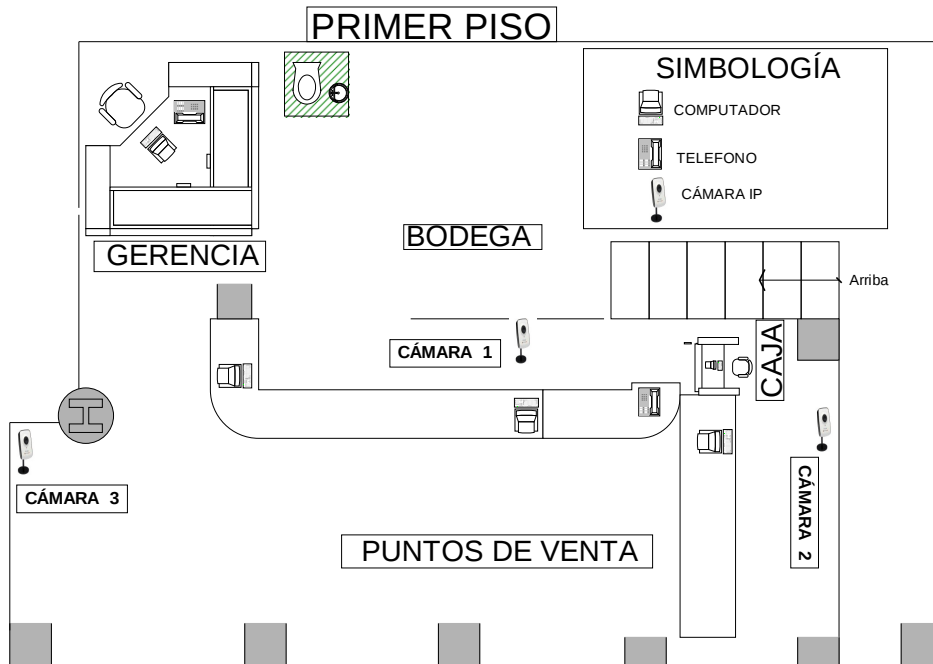 PRIMER PISO
SIMBOLOGÍA
COMPUTADOR
TELEFONO
CÁMARA IP
BODEGA
GERENCIA
Arriba
CÁMARA 1
CAJA
CÁMARA 3
CÁMARA 2
PUNTOS DE VENTA